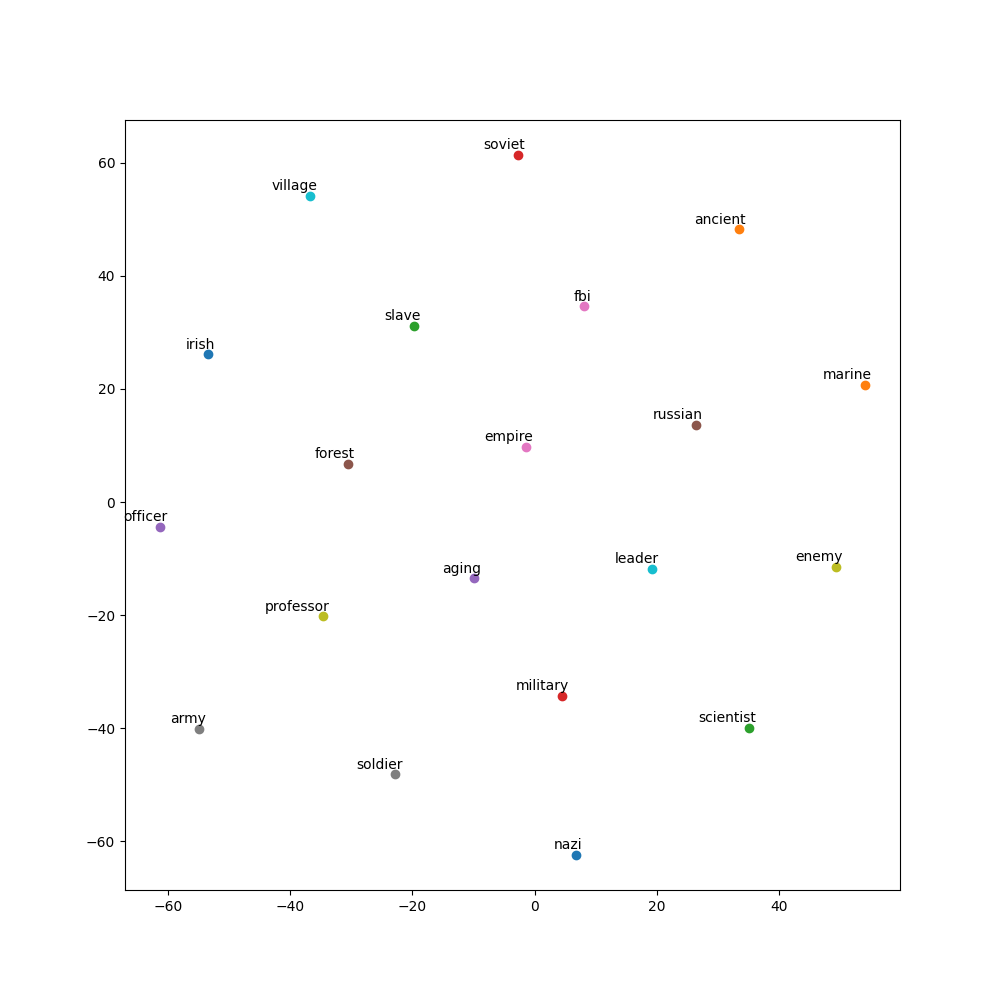 soviet
60
village
ancient
40
fbi
slave
irish
marine
20
russian
empire
forest
0
officer
enemy
leader
aging
professor
−20
military
scientist
army
−40
soldier
nazi
−60
−60
−40
−20
0
20
40